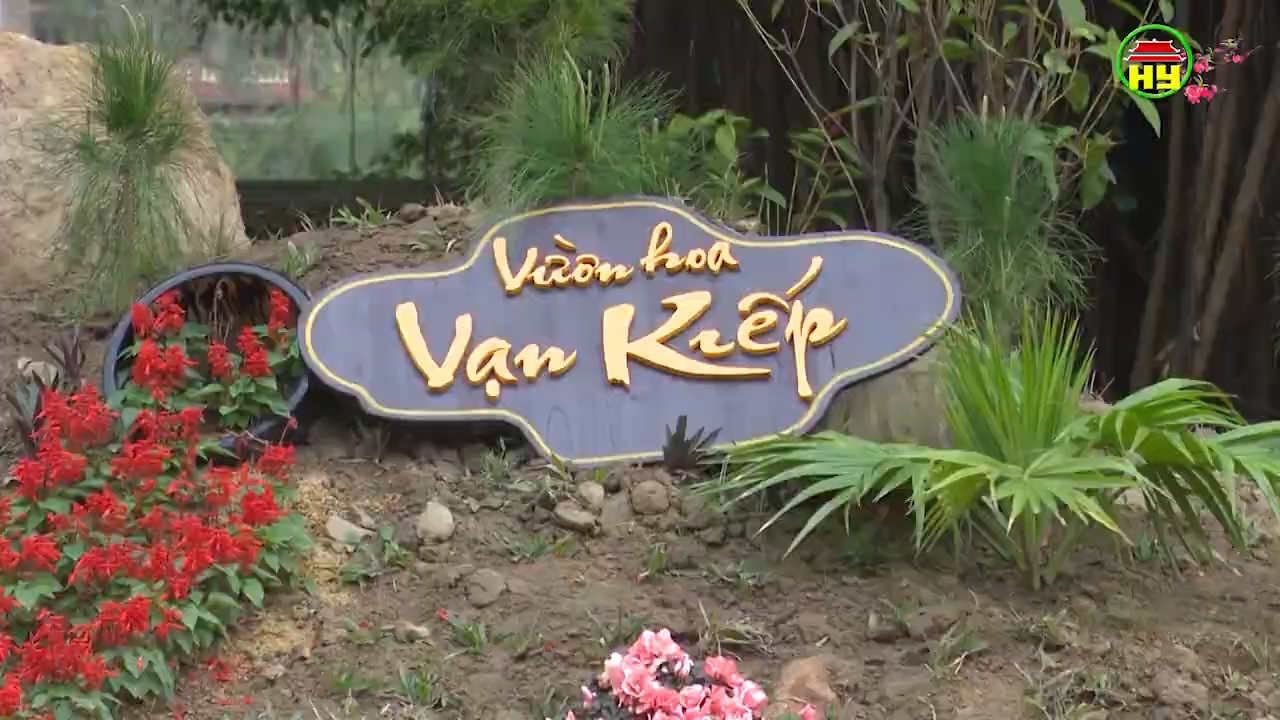 HY
Vườn hoa
Vạn Kiếp